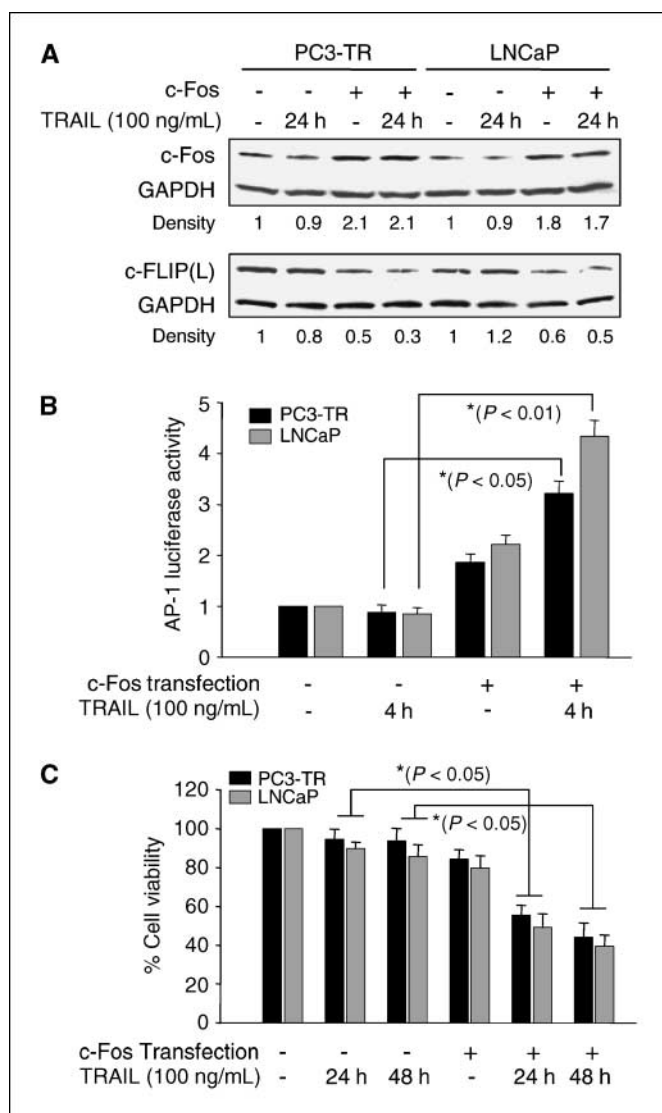 A
PC3-TR LNCaP
c-Fos - - + + - - + +
TRAIL (100 ng/mL) - 24 h - 24 h - 24 h - 24 h
c-Fos
GAPDH
Density 1 0.9 2.1 2.1 1 0.9 1.8 1.7
c-FLIP(L)
GAPDH
Density 1 0.8 0.5 0.3 1 1.2 0.6 0.5
B
AP-1 luciferase activity
5
4
3
2
1
0
PC3-TR
LNCaP
*(P < 0.01)
*(P < 0.05)
c-Fos transfection - - + +
TRAIL (100 ng/mL) - 4 h - 4 h
C
% Cell viability
120
100
80
60
40
20
0
PC3-TR
LNCaP
*(P < 0.05)
*(P < 0.05)
c-Fos Transfection - - - + + +
TRAIL (100 ng/mL) - 24 h 48 h - 24 h 48 h